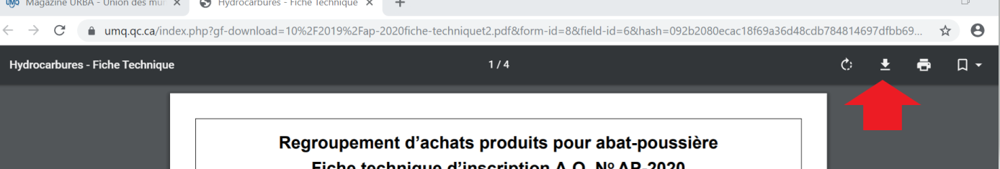 UMQ Magazine URBA - Union des mun
Hydrocarbures - Fiche Technique
umq.qc.ca/index.php?gf-download=10%2F2019%2Fap-2020fiche-techniquet2.pdf&form-id=8&field-id=6&hash=092b2080ecac18f69a36d48cdb784814697dfbb69...
Hydrocarbures - Fiche Technique
1 / 4
Regroupement d'achats produits pour abat-poussière
Fiche technique d'inscription A.O. Nº AP-2020